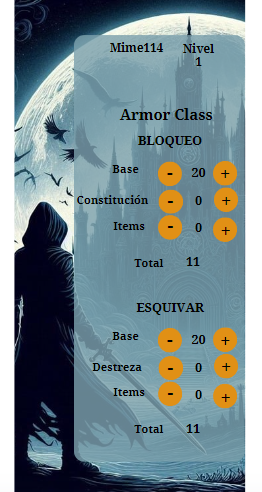 Mime114 Nivel
1
Armor Class
BLOQUEO
Base - 20 +
Constitución - 0 +
Items - 0 +
Total 11
ESQUIVAR
Base - 20 +
Destreza - 0 +
Items - 0 +
Total 11